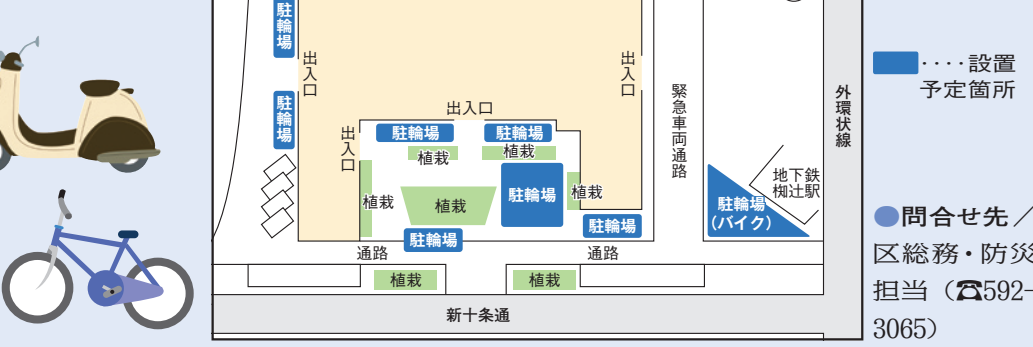 駐輪場
駐輪場
出入口
出入口
出入口
出入口
駐輪場
駐輪場
植栽
植栽
植栽
植栽
駐輪場
植栽
駐輪場
駐輪場
通路
通路
植栽
植栽
新十条通
緊急車両通路
駐輪場
(バイク)
地下鉄
椥辻駅
外環状線
‥‥設置
予定箇所
●問合せ先／
区総務・防災
担当（☎592-
3065）